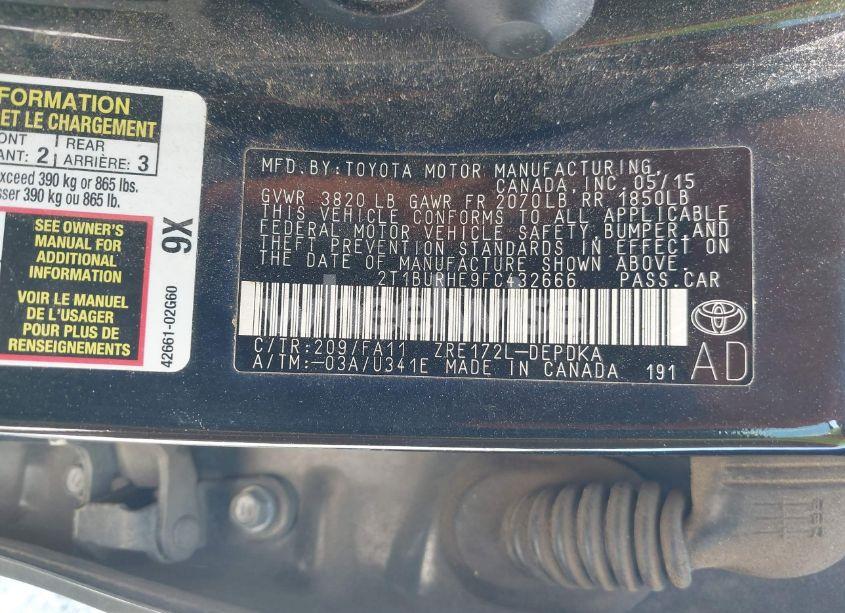 FORMATION
ET LE CHARGEMENT
ONT
ANT: 2
REAR
ARRIÈRE: 3
exceed 390 kg or 865 lbs.
sser 390 kg ou 865 lb.
SEE OWNER'S
MANUAL FOR
ADDITIONAL
INFORMATION
VOIR LE MANUEL
DE L'USAGER
POUR PLUS DE
RENSEIGNEMENTS
9X
42661-02G60
MFD. BY: TOYOTA MOTOR MANUFACTURING,
CANADA, INC. 05/15
GVWR 3820 LB GAWR FR 2070LB RR 1850LB
THIS VEHICLE CONFORMS TO ALL APPLICABLE
FEDERAL MOTOR VEHICLE SAFETY, BUMPER, AND
THEFT PREVENTION STANDARDS IN EFFECT ON
THE DATE OF MANUFACTURE SHOWN ABOVE.
2T1BURHE9FC432666 PASS. CAR
C/TR: 209/FA11 ZRE172L-DEPDKA
A/TM: -03A/U341E MADE IN CANADA 191
AD